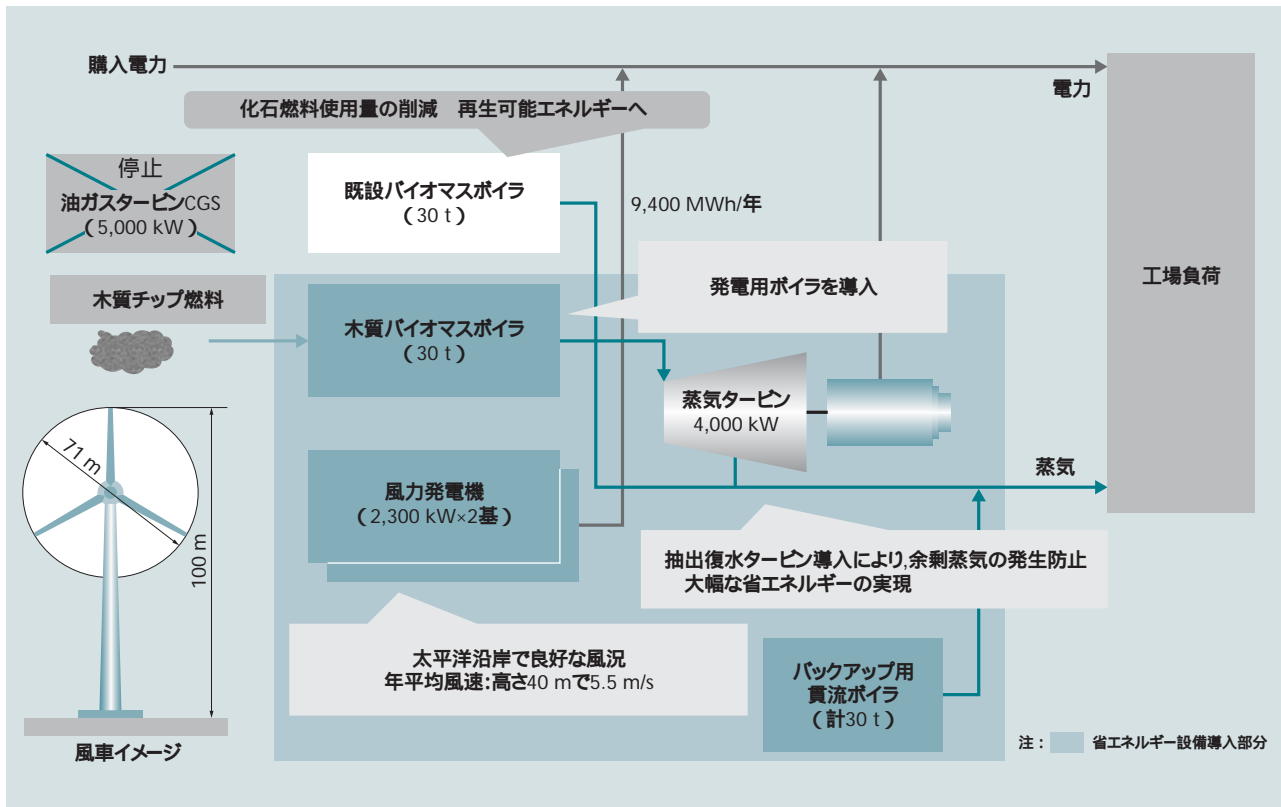 購入電力
電力
化石燃料使用量の削減　再生可能エネルギーへ
停止
油ガスタービンCGS
（5,000 kW）
既設バイオマスボイラ
（30 t）
9,400 MWh/年
工場負荷
木質チップ燃料
発電用ボイラを導入
木質バイオマスボイラ
（30 t）
蒸気タービン
4,000 kW
71 m
100 m
風力発電機
（2,300 kW×2基）
蒸気
抽出復水タービン導入により,余剰蒸気の発生防止
大幅な省エネルギーの実現
太平洋沿岸で良好な風況
年平均風速:高さ40 mで5.5 m/s
バックアップ用
貫流ボイラ
（計30 t）
風車イメージ
注： 省エネルギー設備導入部分